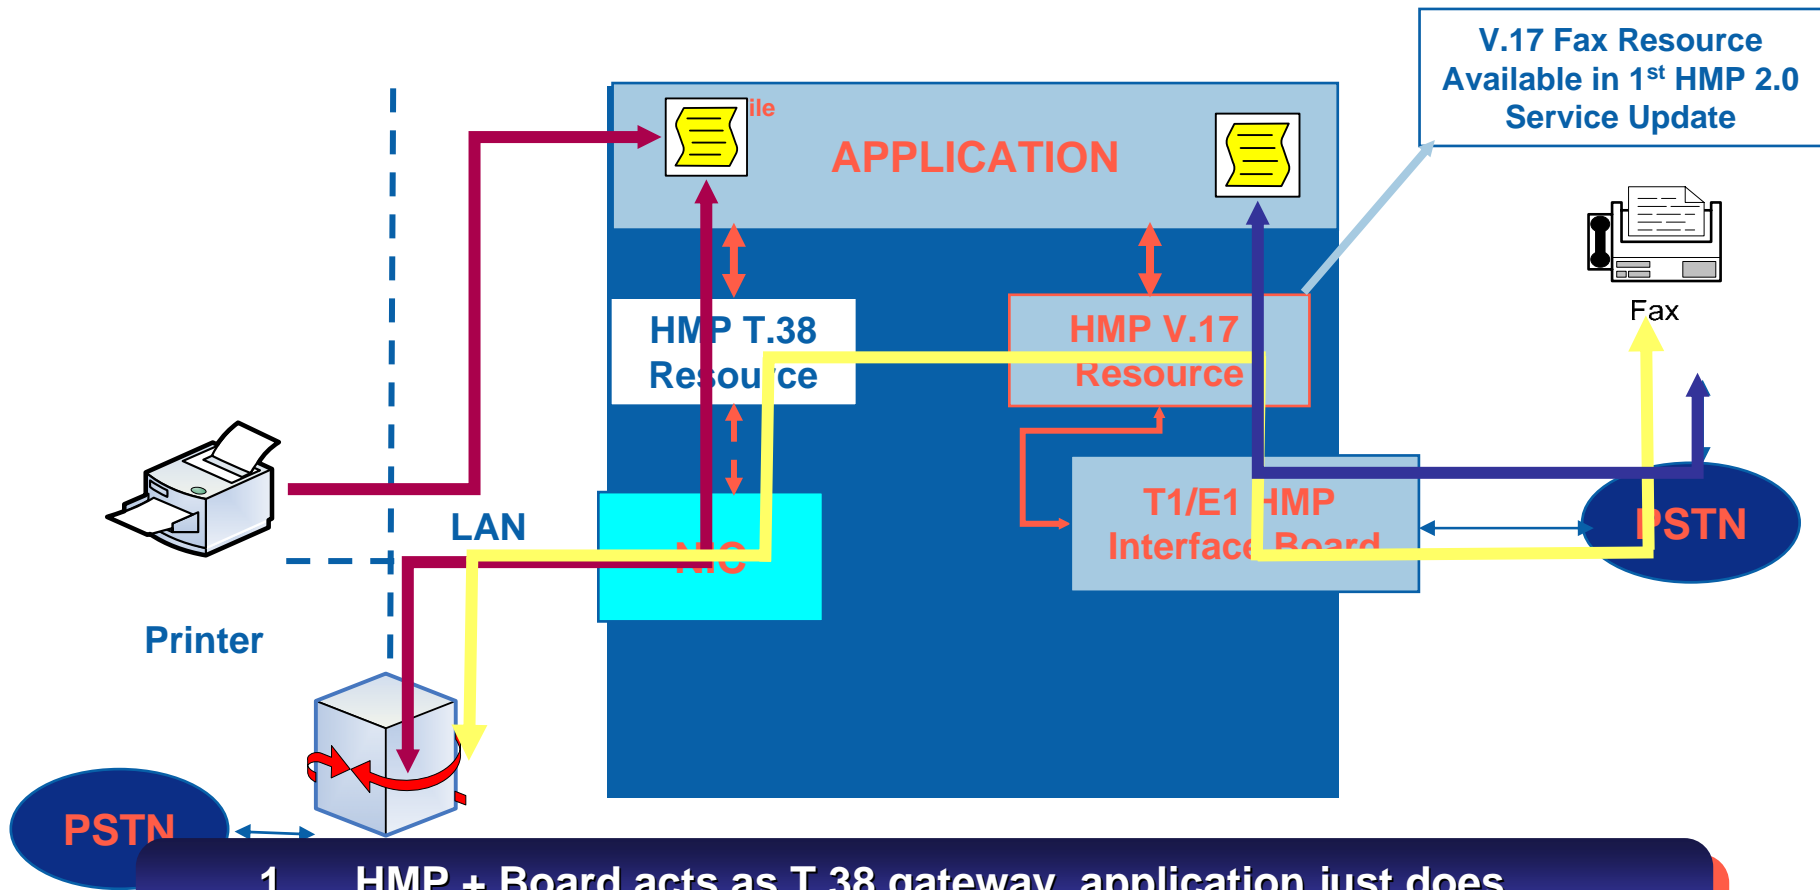 V.17 Fax Resource
Available in 1st HMP 2.0
Service Update
ile
APPLICATION
Fax
HMP T.38
Resource
HMP V.17
Resource
T1/E1 HMP
Interface Board
PSTN
LAN
NIC
Printer
PSTN
1. HMP + Board acts as T.38 gateway, application just does